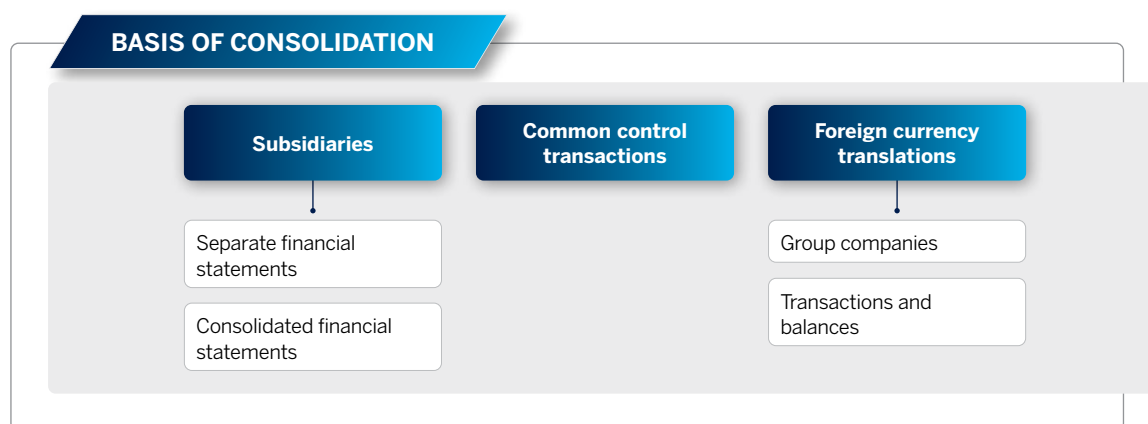 BASIS OF CONSOLIDATION
Subsidiaries
Separate financial
statements
Consolidated financial
statements
Common control
transactions
Foreign currency
translations
Group companies
Transactions and
balances